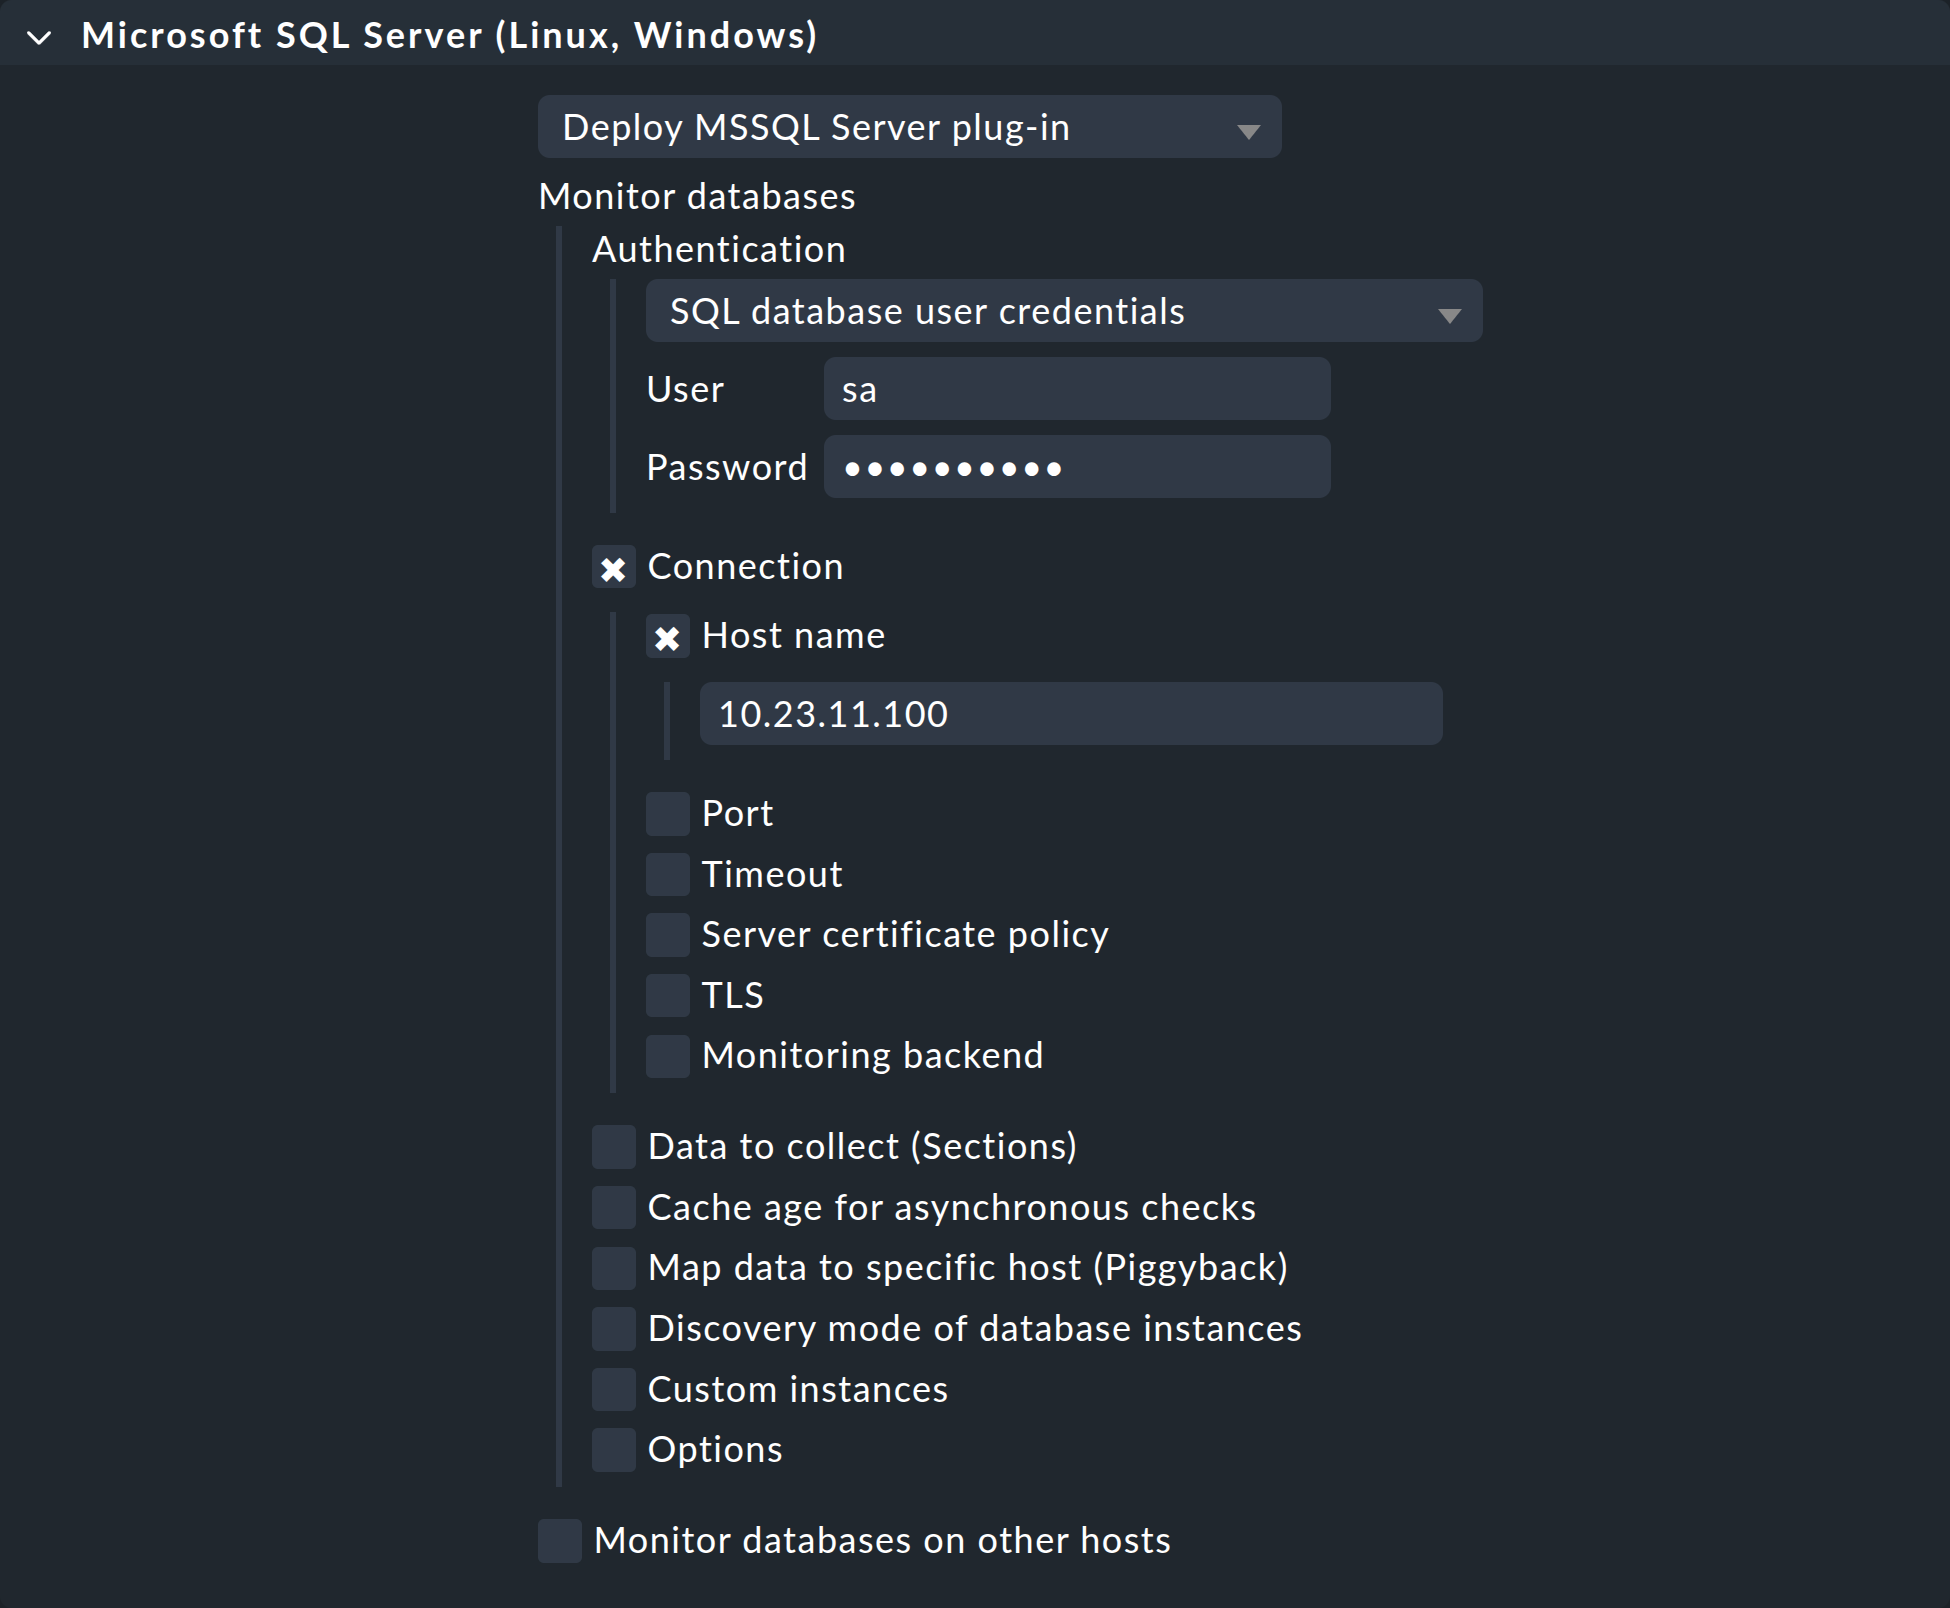 Microsoft SQL Server (Linux, Windows)
Deploy MSSQL Server plug-in
Monitor databases
Authentication
SQL database user credentials
User sa
Password ●●●●●●●●●●
Connection
Host name
10.23.11.100
Port
Timeout
Server certificate policy
TLS
Monitoring backend
Data to collect (Sections)
Cache age for asynchronous checks
Map data to specific host (Piggyback)
Discovery mode of database instances
Custom instances
Options
Monitor databases on other hosts